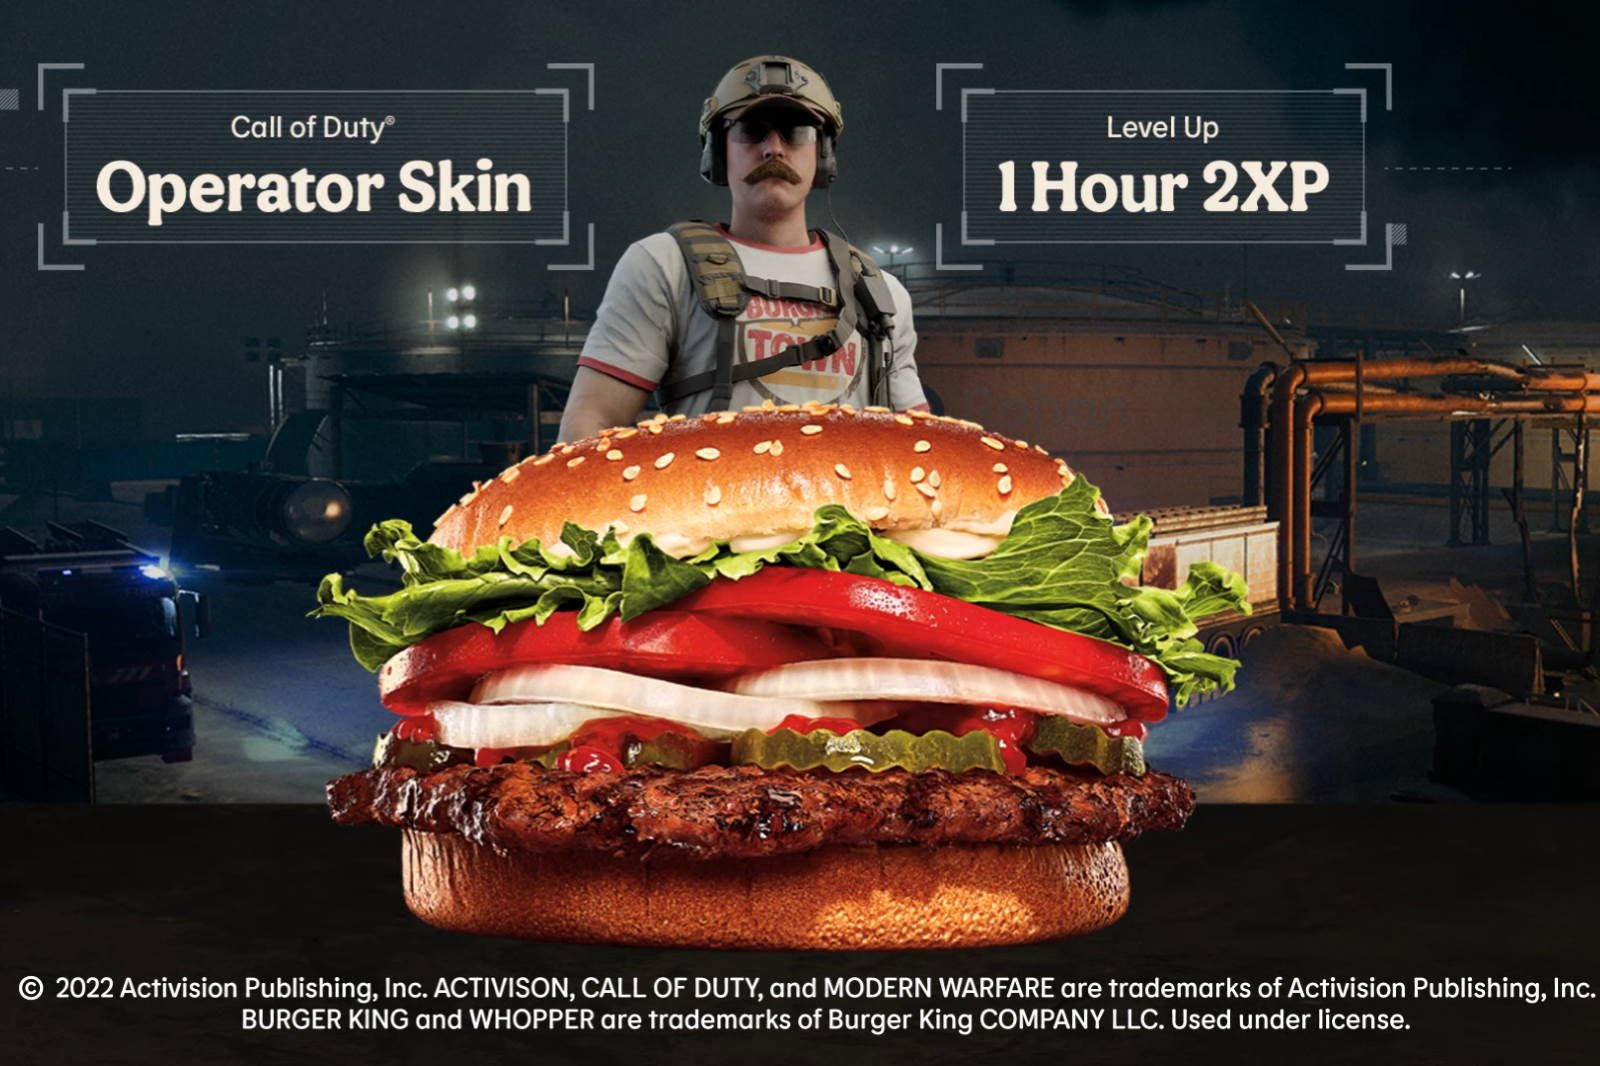 Call of Duty®
Operator Skin
Level Up
1 Hour 2XP
TOWN
© 2022 Activision Publishing, Inc. ACTIVISON, CALL OF DUTY, and MODERN WARFARE are trademarks of Activision Publishing, Inc.
BURGER KING and WHOPPER are trademarks of Burger King COMPANY LLC. Used under license.